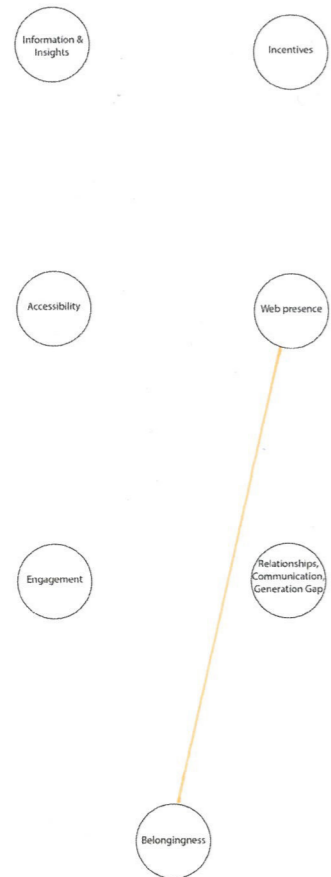 Information &
Insights
Incentives
Accessibility
Web presence
Engagement
Relationships,
Communication,
Generation Gap
Belongingness